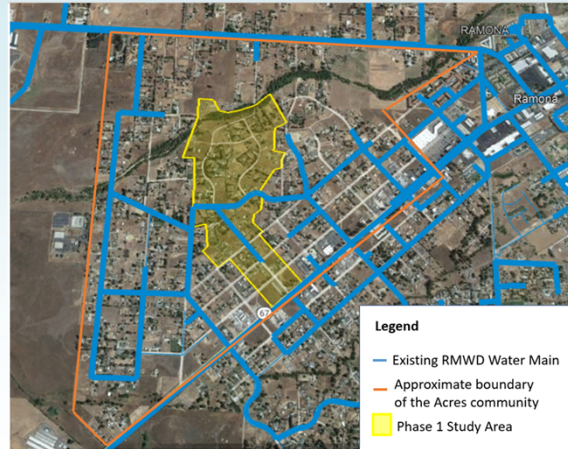 RAMONA
Ramona
67
Legend
Existing RMWD Water Main
Approximate boundary
of the Acres community
Phase 1 Study Area